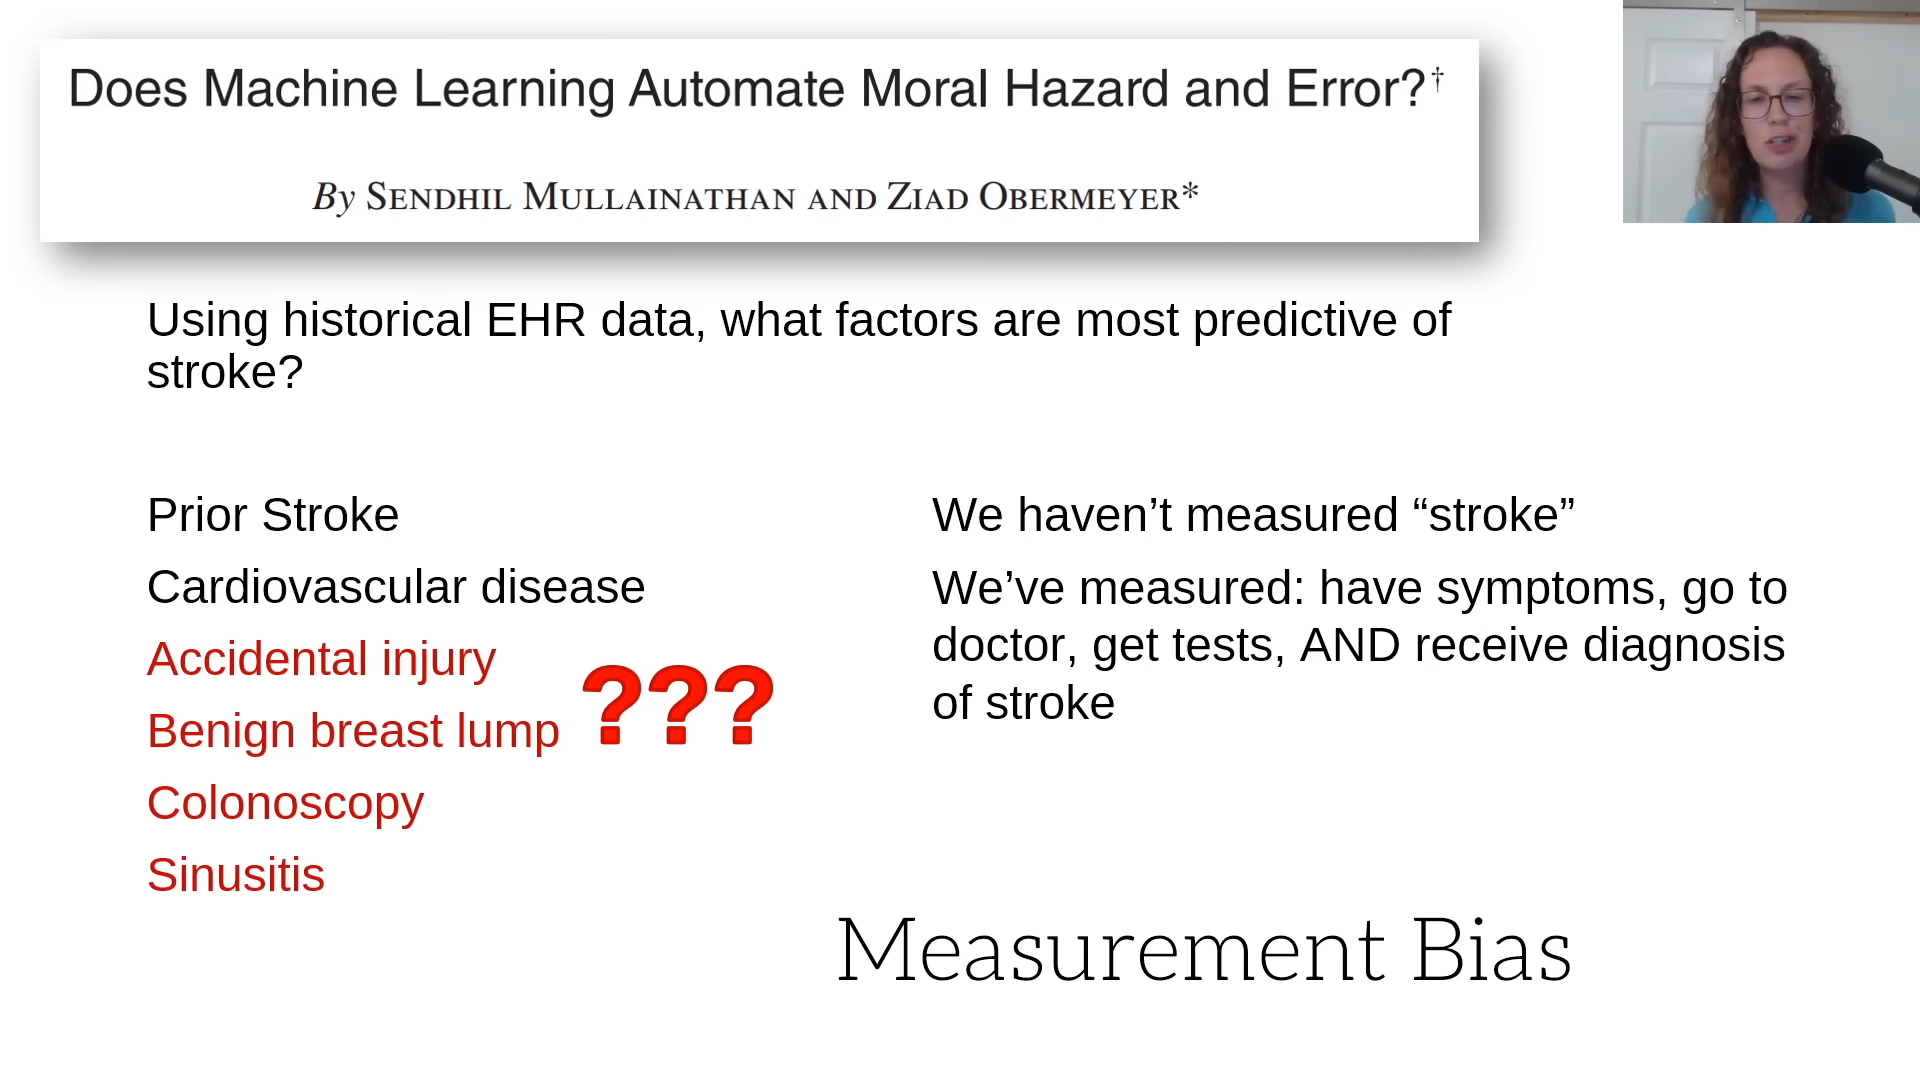 Does Machine Learning Automate Moral Hazard and Error?†
By Sendhil Mullainathan and Ziad Obermeyer*
Using historical EHR data, what factors are most predictive of
stroke?
Prior Stroke
Cardiovascular disease
Accidental injury
Benign breast lump
???
Colonoscopy
Sinusitis
We haven’t measured “stroke”
We’ve measured: have symptoms, go to
doctor, get tests, AND receive diagnosis
of stroke
Measurement Bias